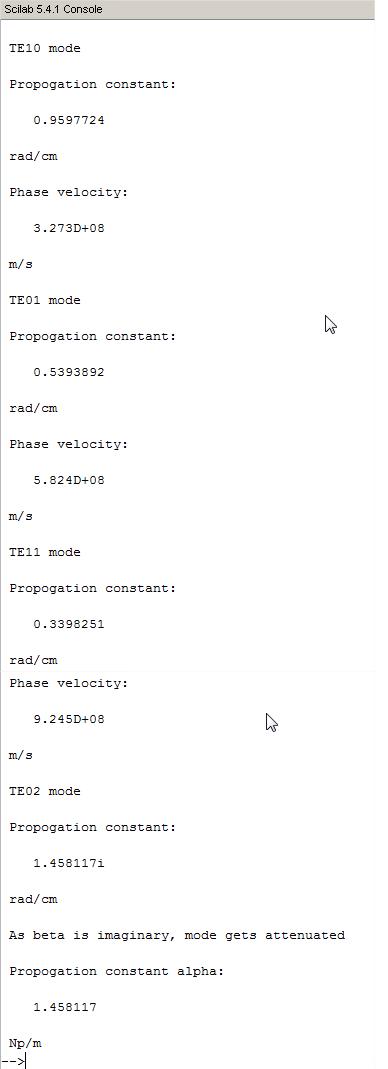 Scilab 5.4.1 Console
TE10 mode
Propogation constant:
0.9597724
rad/cm
Phase velocity:
3.273D+08
m/s
TE01 mode
Propogation constant:
0.5393892
rad/cm
Phase velocity:
5.824D+08
m/s
TE11 mode
Propogation constant:
0.3398251
rad/cm
Phase velocity:
9.245D+08
m/s
TE02 mode
Propogation constant:
1.458117i
rad/cm
As beta is imaginary, mode gets attenuated
Propogation constant alpha:
1.458117
Np/m
-->